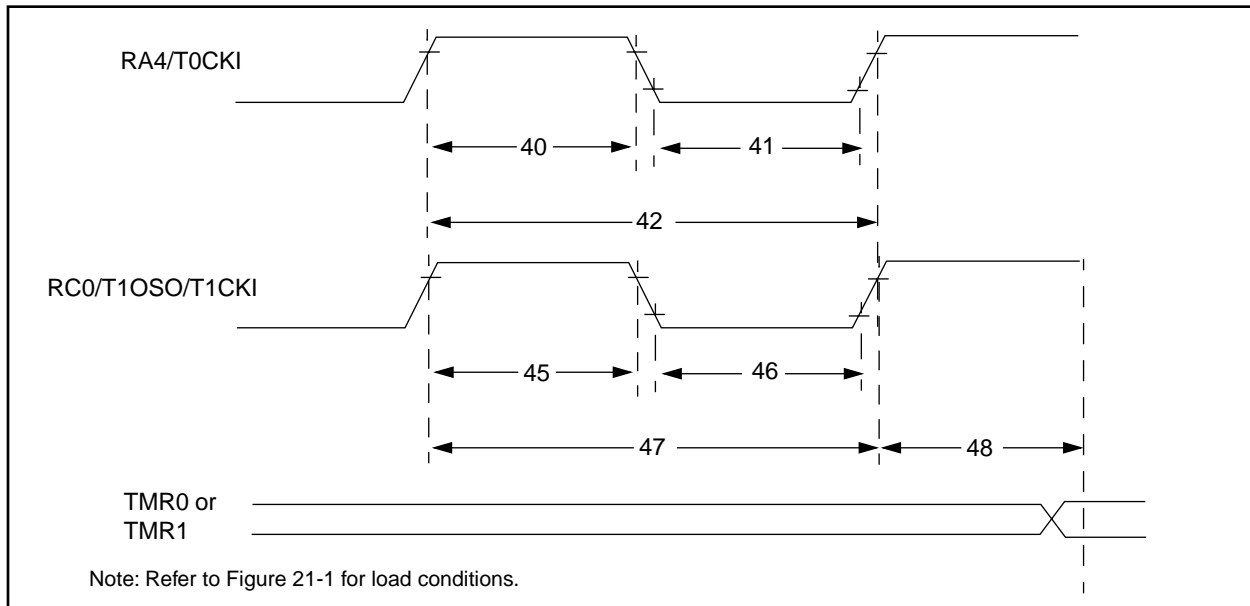 RA4/T0CKI
40
41
42
RC0/T1OSO/T1CKI
45
46
47
48
TMR0 or
TMR1
Note: Refer to Figure 21-1 for load conditions.